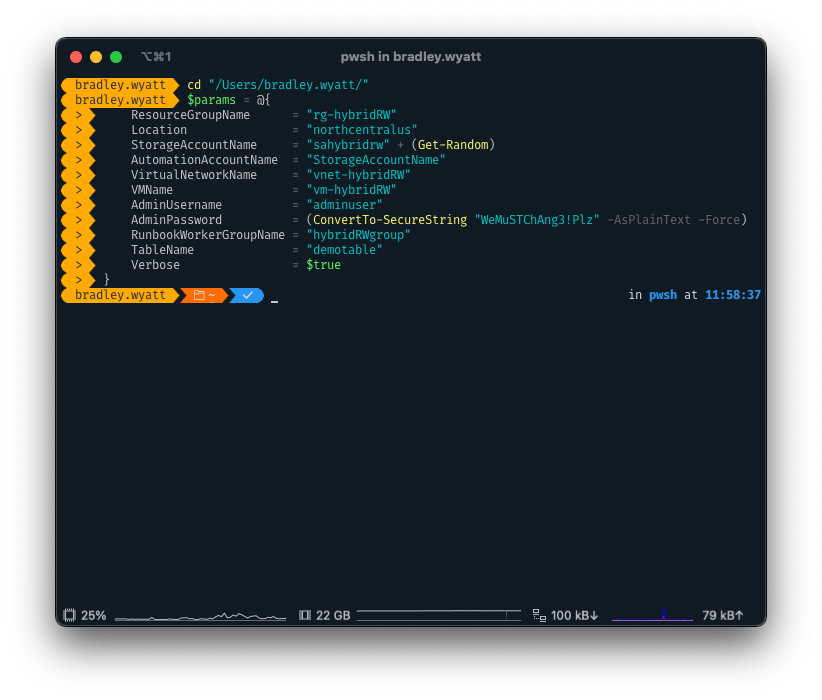 ⌥⌘1 pwsh in bradley.wyatt
bradley.wyatt cd "/Users/bradley.wyatt/"
bradley.wyatt $params = @{
> ResourceGroupName = "rg-hybridRW"
> Location = "northcentralus"
> StorageAccountName = "sahybridrw" + (Get-Random)
> AutomationAccountName = "StorageAccountName"
> VirtualNetworkName = "vnet-hybridRW"
> VMName = "vm-hybridRW"
> AdminUsername = "adminuser"
> AdminPassword = (ConvertTo-SecureString "WeMuSTChAng3!Plz" -AsPlainText -Force)
> RunbookWorkerGroupName = "hybridRWgroup"
> TableName = "demotable"
> Verbose = $true
> }
bradley.wyatt ~ ✓ _ in pwsh at 11:58:37
25% 22 GB 100 kB↓ 79 kB↑